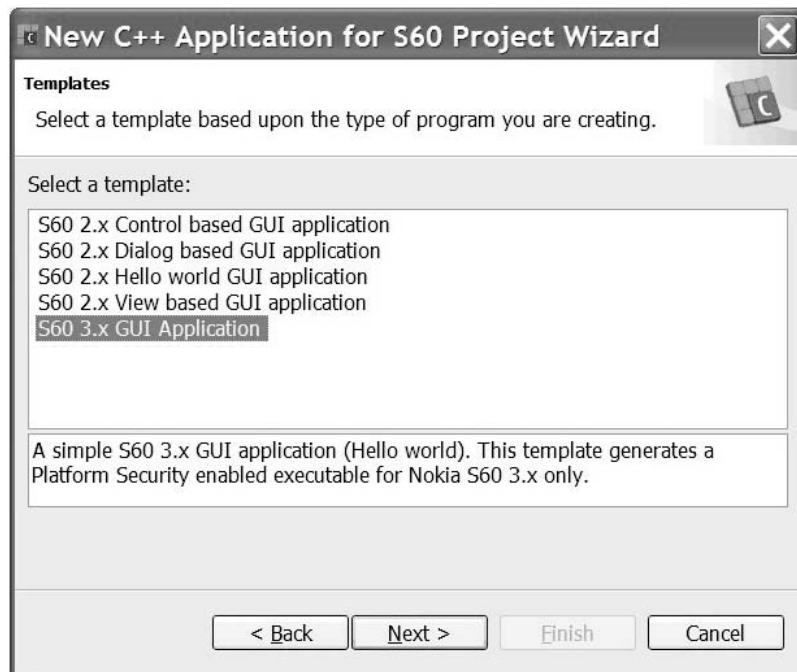 New C++ Application for S60 Project Wizard
Templates
Select a template based upon the type of program you are creating.
C
Select a template:
S60 2.x Control based GUI application
S60 2.x Dialog based GUI application
S60 2.x Hello world GUI application
S60 2.x View based GUI application
S60 3.x GUI Application
A simple S60 3.x GUI application (Hello world). This template generates a
Platform Security enabled executable for Nokia S60 3.x only.
< Back
Next >
Finish
Cancel